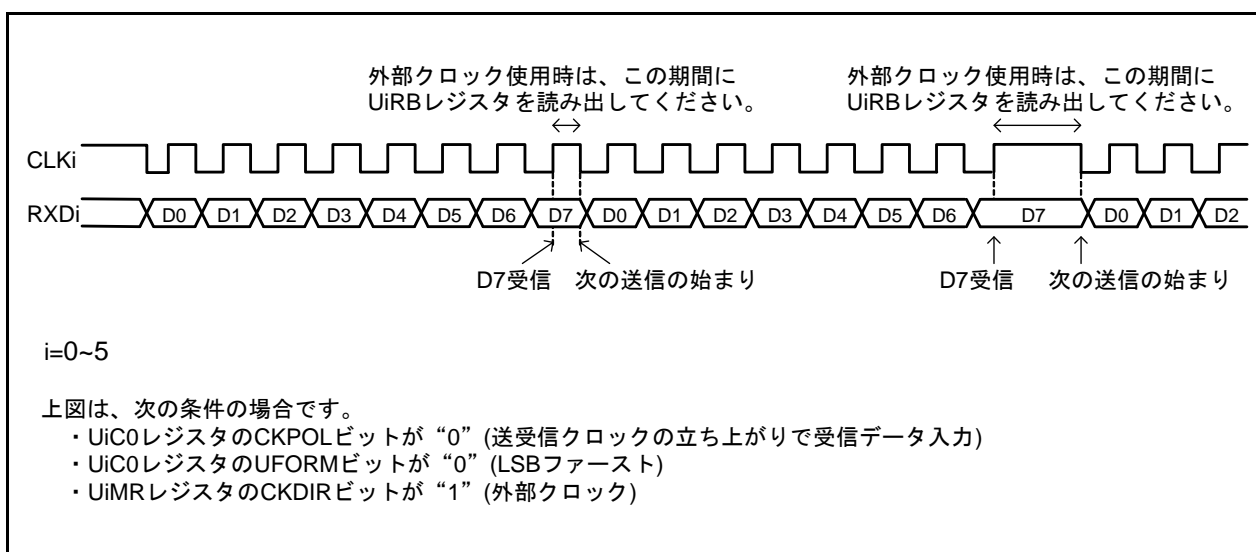 外部クロック使用時は、この期間に
UiRBレジスタを読み出してください。
外部クロック使用時は、この期間に
UiRBレジスタを読み出してください。
CLKi
RXDi D0 D1 D2 D3 D4 D5 D6 D7 D0 D1 D2 D3 D4 D5 D6 D7 D0 D1 D2
D7受信 次の送信の始まり D7受信 次の送信の始まり
i=0~5
上図は、次の条件の場合です。
・UiC0レジスタのCKPOLビットが“0”(送受信クロックの立ち上がりで受信データ入力)
・UiC0レジスタのUFORMビットが“0”(LSBファースト)
・UiMRレジスタのCKDIRビットが“1”(外部クロック)